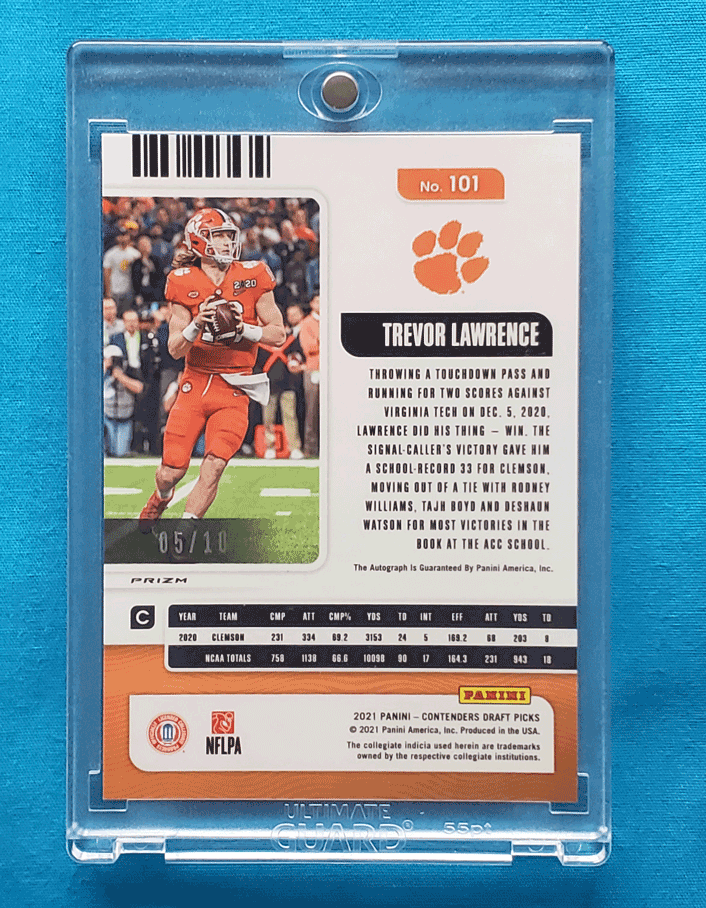 No. 101
2020
TREVOR LAWRENCE
THROWING A TOUCHDOWN PASS AND
RUNNING FOR TWO SCORES AGAINST
VIRGINIA TECH ON DEC. 5, 2020,
LAWRENCE DID HIS THING – WIN. THE
SIGNAL-CALLER'S VICTORY GAVE HIM
A SCHOOL-RECORD 33 FOR CLEMSON,
MOVING OUT OF A TIE WITH RODNEY
WILLIAMS, TAJH BOYD AND DESHAUN
WATSON FOR MOST VICTORIES IN THE
BOOK AT THE ACC SCHOOL.
05/10
The Autograph Is Guaranteed By Panini America, Inc.
PRIZM
C
YEAR TEAM CMP ATT CMP% YDS TD INT EFF ATT YDS TD
2020 CLEMSON 231 334 69.2 3153 24 5 169.2 68 203 8
NCAA TOTALS 758 1138 66.6 10098 90 17 164.3 231 943 18
PANINI
2021 PANINI – CONTENDERS DRAFT PICKS
© 2021 Panini America, Inc. Produced in the USA.
The collegiate indicia used herein are trademarks
owned by the respective collegiate institutions.
NFLPA
ULTIMATE
GUARD®
55pt